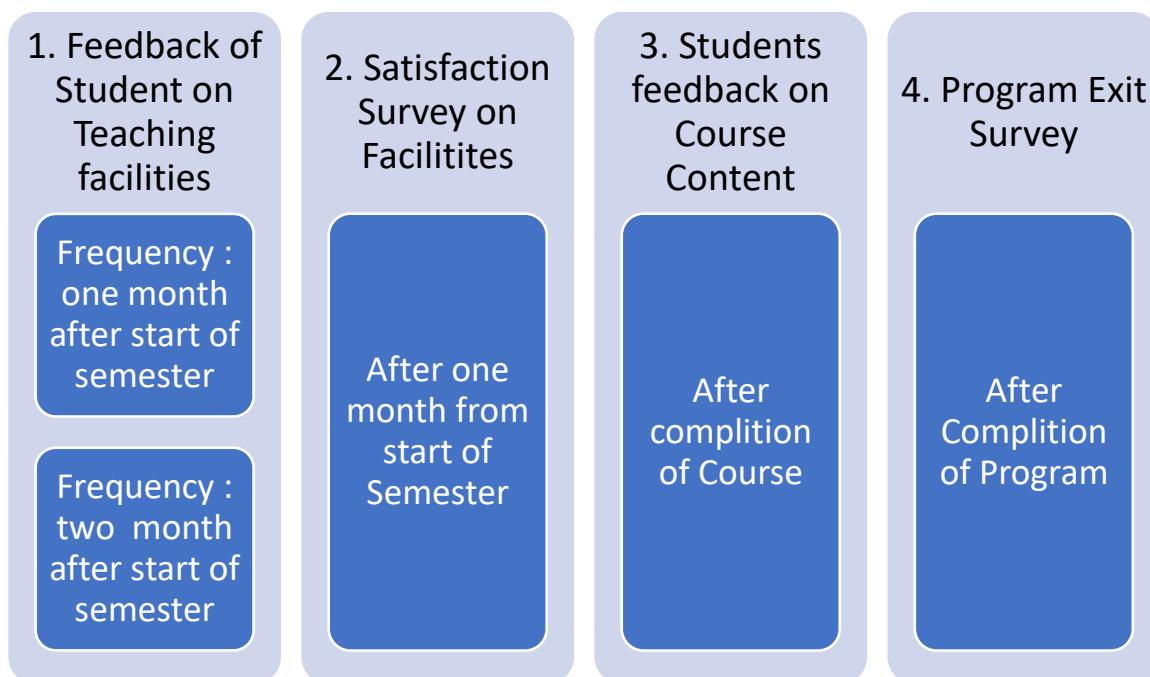 1. Feedback of
Student on
Teaching
facilities
Frequency :
one month
after start of
semester
Frequency :
two month
after start of
semester
2. Satisfaction
Survey on
Facilitites
After one
month from
start of
Semester
3. Students
feedback on
Course
Content
After
complition
of Course
4. Program Exit
Survey
After
Complition
of Program